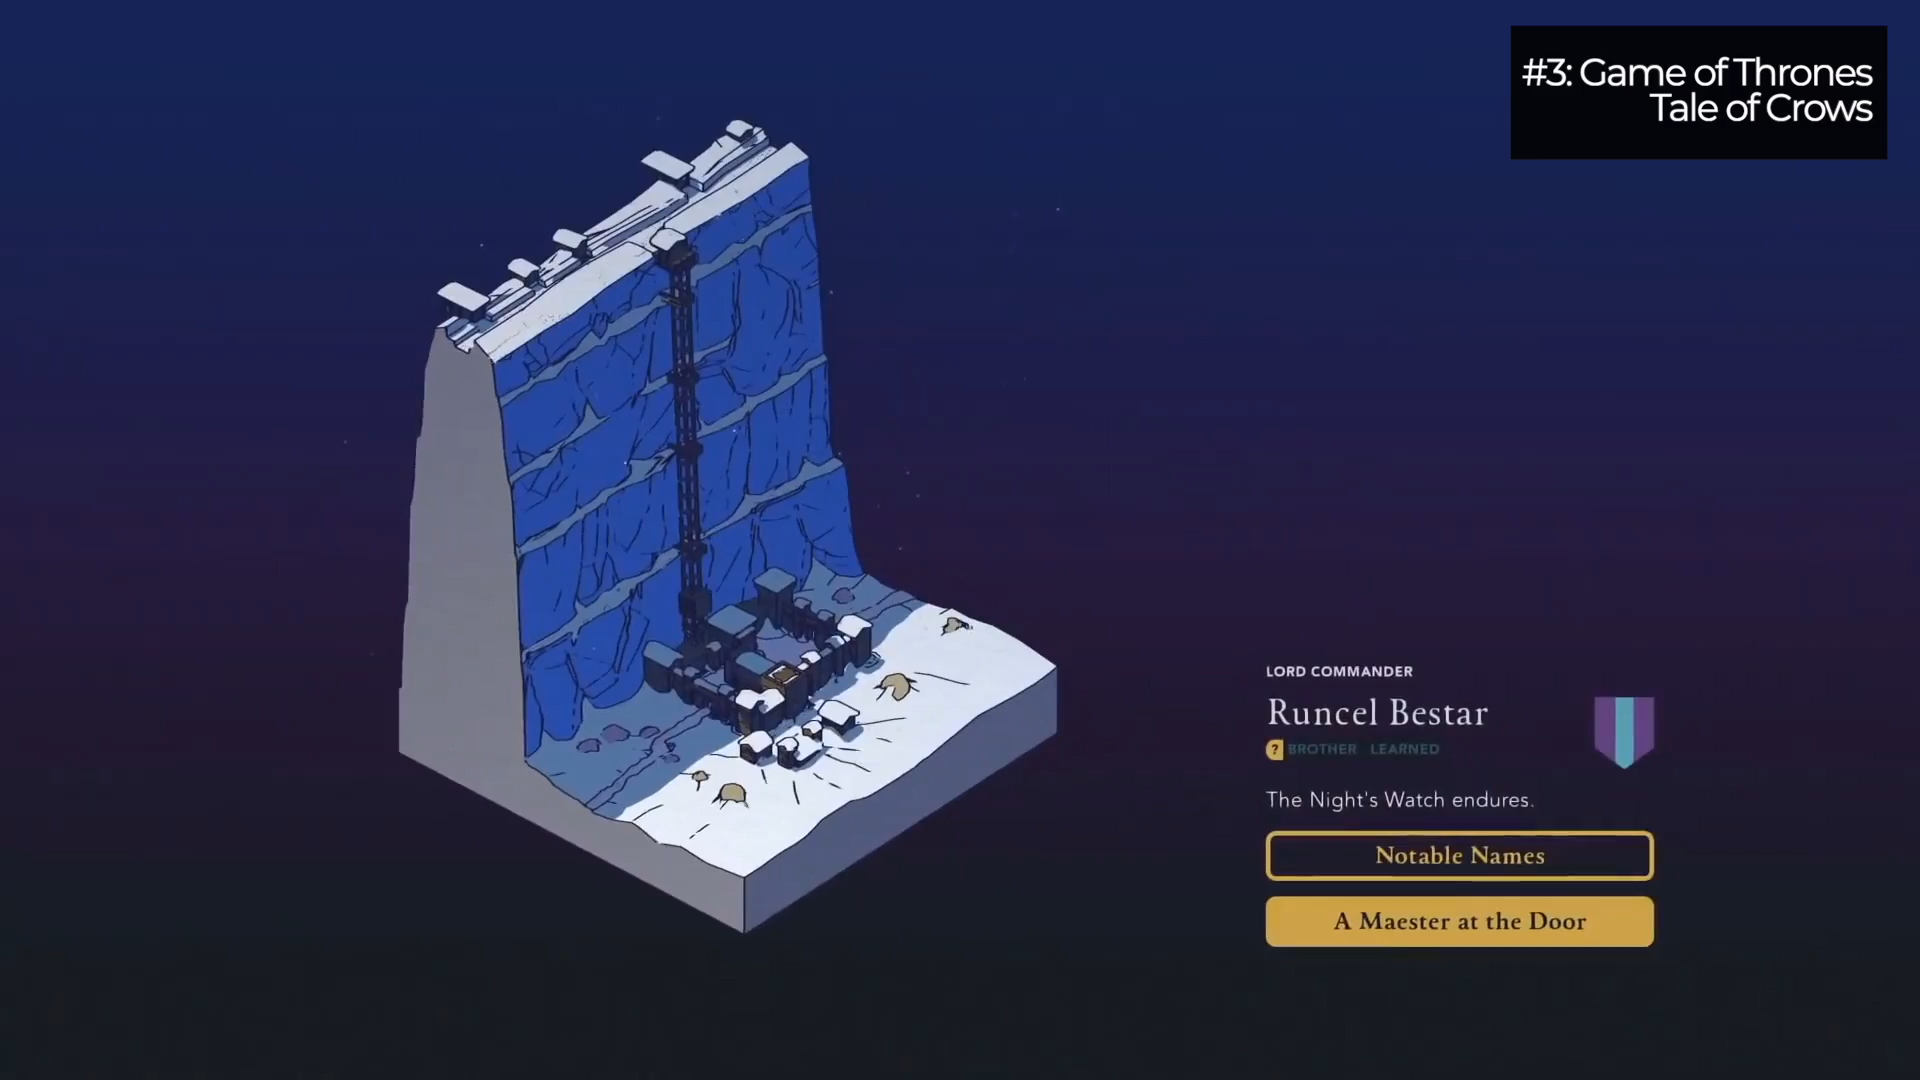 #3: Game of Thrones
Tale of Crows
LORD COMMANDER
Runcel Bestar
? BROTHER LEARNED
The Night's Watch endures.
Notable Names
A Maester at the Door